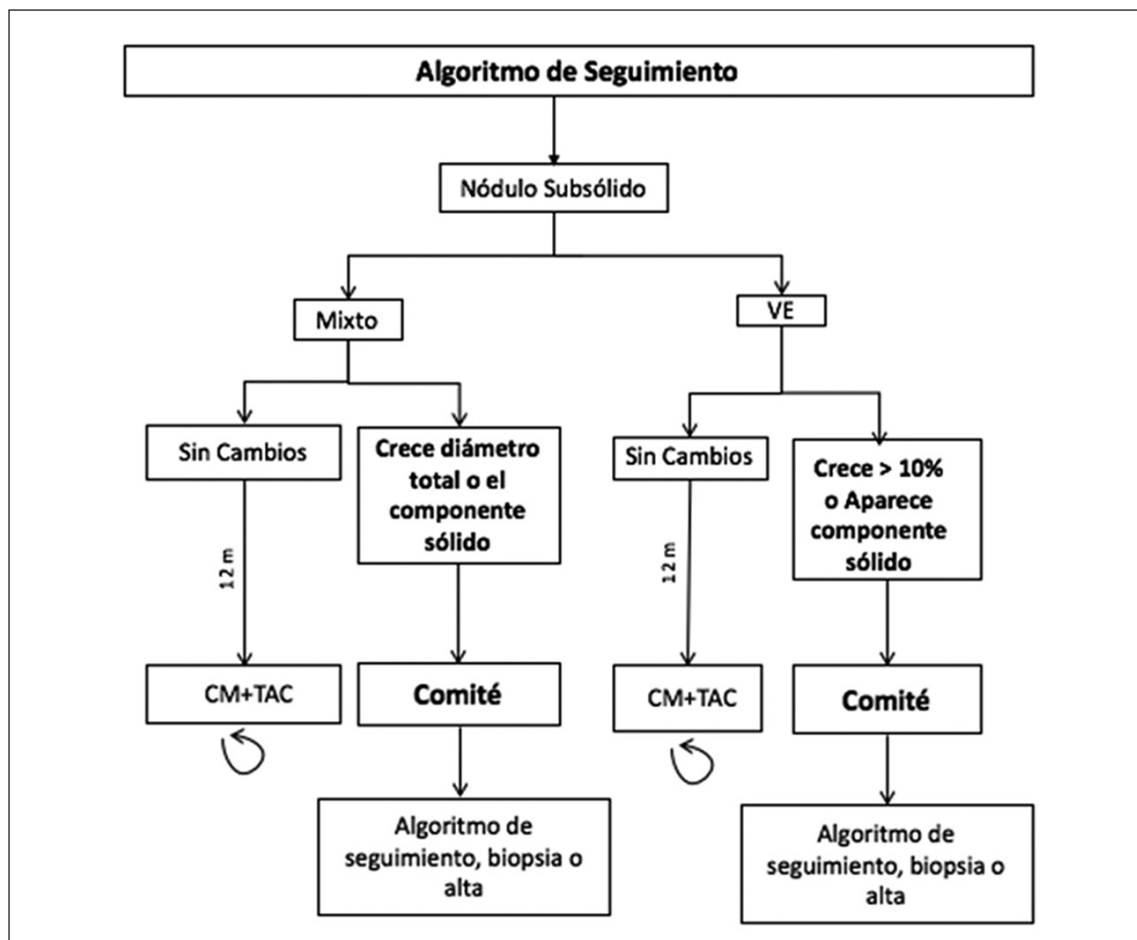 Algoritmo de Seguimiento
Nódulo Subsólido
Mixto
VE
Sin Cambios
Crece diámetro
total o el
componente
sólido
Sin Cambios
Crece > 10%
o Aparece
componente
sólido
12 m
12 m
CM+TAC
Comité
CM+TAC
Comité
Algoritmo de
seguimiento, biopsia o
alta
Algoritmo de
seguimiento, biopsia o
alta